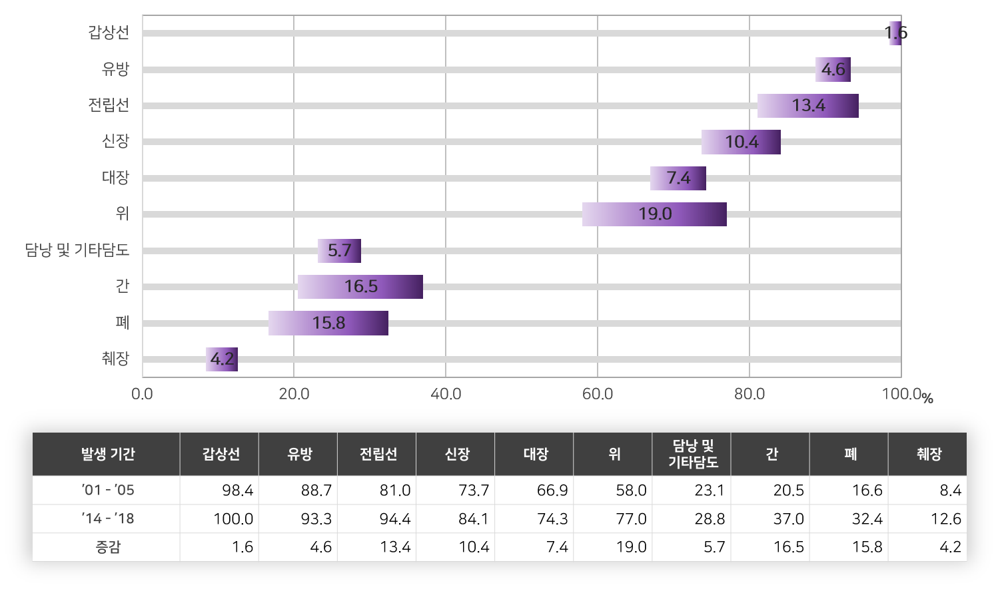 갑상선 1.6
유방 4.6
전립선 13.4
신장 10.4
대장 7.4
위 19.0
담낭 및 기타담도 5.7
간 16.5
폐 15.8
췌장 4.2
0.0 20.0 40.0 60.0 80.0 100.0%
발생 기간 갑상선 유방 전립선 신장 대장 위 담낭 및 기타담도 간 폐 췌장
’01 - ’05 98.4 88.7 81.0 73.7 66.9 58.0 23.1 20.5 16.6 8.4
’14 - ’18 100.0 93.3 94.4 84.1 74.3 77.0 28.8 37.0 32.4 12.6
증감 1.6 4.6 13.4 10.4 7.4 19.0 5.7 16.5 15.8 4.2